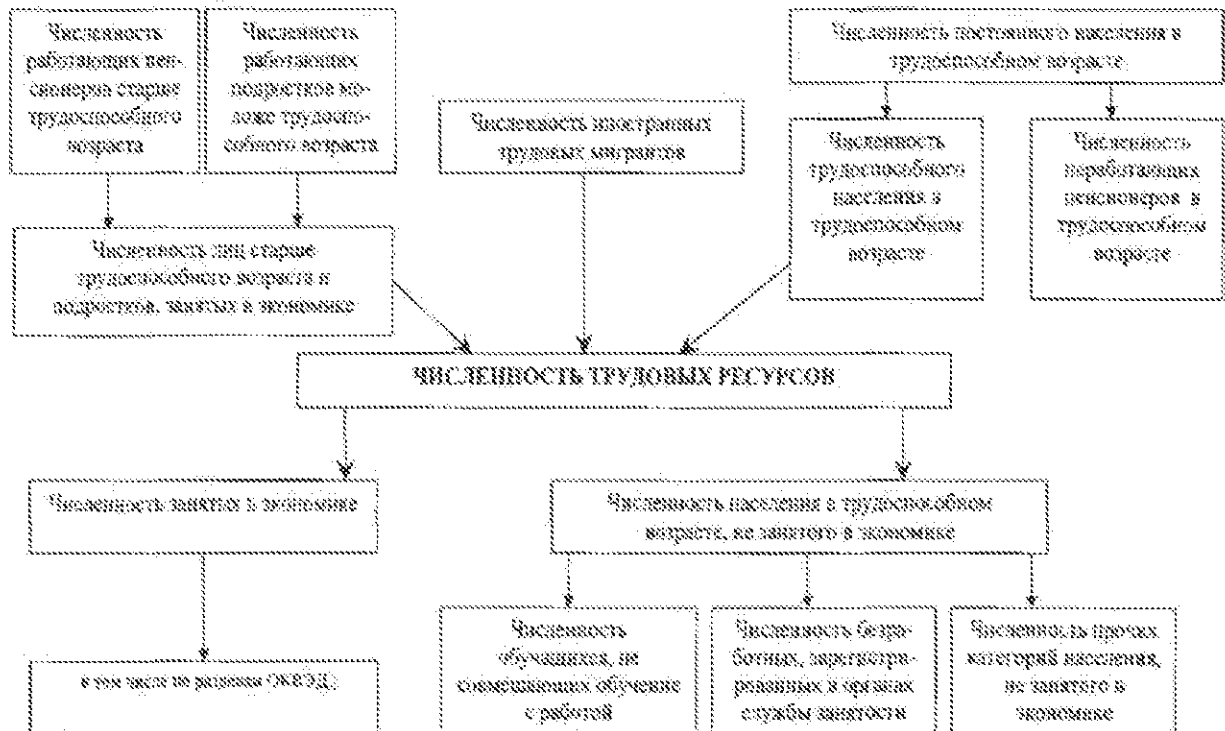 Численность
работающих пен-
сионеров старше
трудоспособного
возраста
Численность
работающих
подростков мо-
ложе трудоспо-
собного возраста
Численность иностранных
трудовых мигрантов
Численность постоянного населения в
трудоспособном возрасте
Численность
трудоспособного
населения в
трудоспособном
возрасте
Численность
неработающих
пенсионеров в
трудоспособном
возрасте
Численность лиц старше
трудоспособного возраста и
подростков, занятых в экономике
ЧИСЛЕННОСТЬ ТРУДОВЫХ РЕСУРСОВ
Численность занятых в экономике
Численность населения в трудоспособном
возрасте, не занятого в экономике
в том числе по разделам ОКВЭД:
Численность
обучащихся, не
совмещающих обучение
с работой
Численность безра-
ботных, зарегистри-
рованных в органах
службы занятости
Численность прочих
категорий населения,
не занятого в
экономике